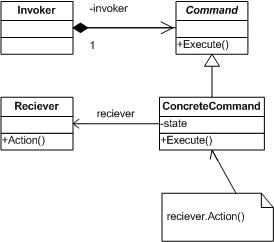 Invoker
-invoker
Command
1
+Execute()
Reciever
reciever
ConcreteCommand
-state
+Action()
+Execute()
reciever.Action()